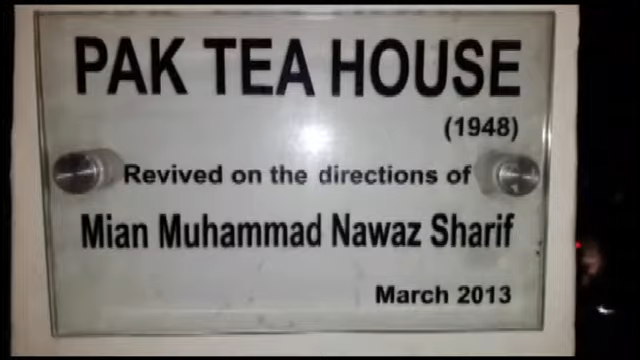 PAK TEA HOUSE
(1948)
Revived on the directions of
Mian Muhammad Nawaz Sharif
March 2013